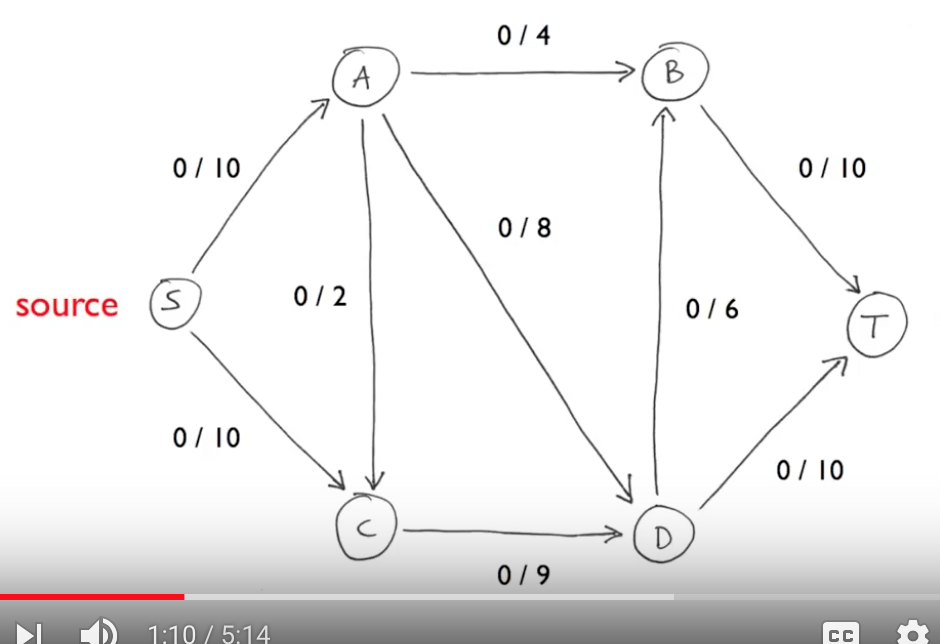 0 / 4
A
B
0 / 10
0 / 10
0 / 8
source
S
0 / 2
0 / 6
T
0 / 10
0 / 10
C
D
0 / 9
1:10 / 5:14
CC